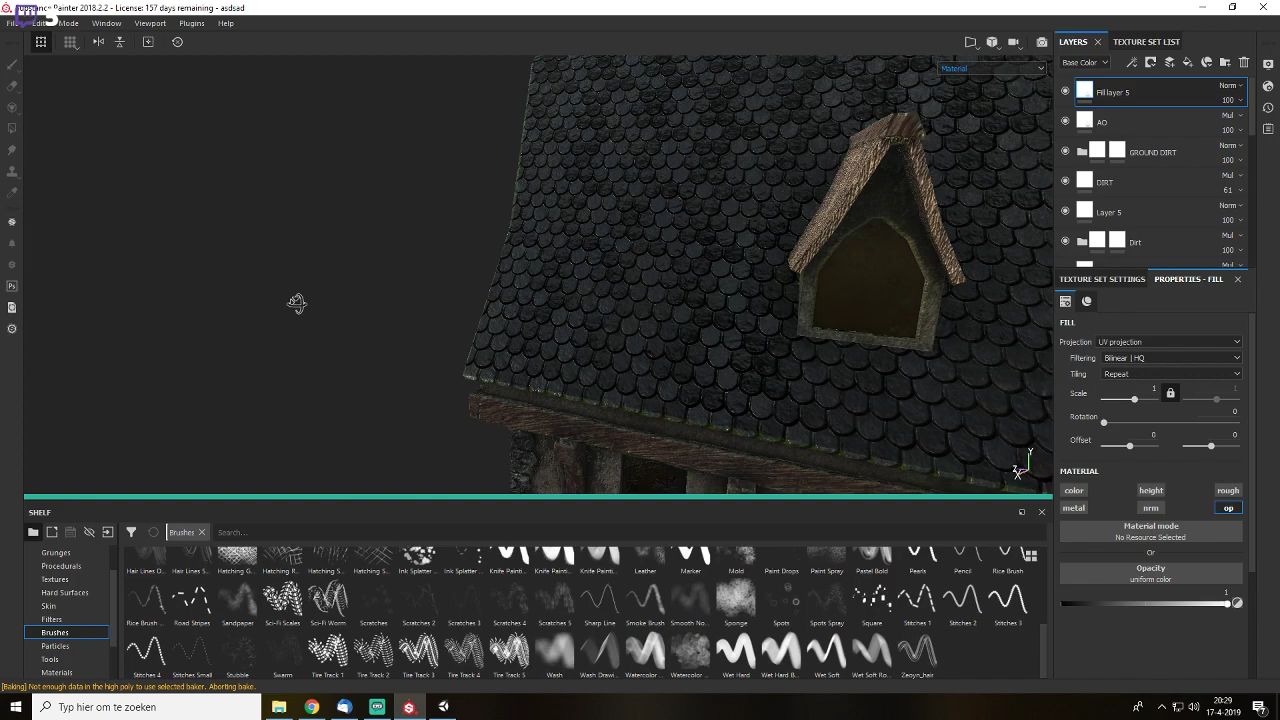 Substance Painter 2018.2.2 - License: 157 days remaining - asdsad
Mode Window Viewport Plugins Help
Material
LAYERS TEXTURE SET LIST
Base Color
Fill layer 5 Norm 100
AO Mul 100
GROUND DIRT Norm 100
DIRT Mul 61
Layer 5 Norm 100
Dirt Mul 100
TEXTURE SET SETTINGS PROPERTIES - FILL
FILL
Projection UV projection
Filtering Bilinear | HQ
Tiling Repeat
Scale 1 1
Rotation 0
Offset 0 0
MATERIAL
color height rough
metal nrm op
Material mode
No Resource Selected
Or
Opacity
uniform color
1
Y
Z
X
SHELF
Brushes Search...
Grunges
Procedurals
Textures
Hard Surfaces
Skin
Filters
Brushes
Particles
Tools
Materials
Hair Lines D... Hair Lines S... Hatching G... Hatching R... Hatching S... Hatching S... Ink Splatter ... Ink Splatter ... Knife Painti... Knife Painti... Leather Marker Mold Paint Drops Paint Spray Pastel Bold Pearls Pencil Rice Brush
Rice Brush ... Road Stripes Sandpaper Sci-Fi Scales Sci-Fi Worm Scratches Scratches 2 Scratches 3 Scratches 4 Scratches 5 Sharp Line Smoke Brush Smooth No... Sponge Spots Spots Spray Square Stitches 1 Stitches 2 Stitches 3
Stitches 4 Stitches Small Stubble Swarm Tire Track 1 Tire Track 2 Tire Track 3 Tire Track 4 Tire Track 5 Wash Wash Drawi... Watercolor ... Watercolor ... Wet Hard Wet Hard B... Wet Soft Wet Soft Ro... Zeoyn_hair
[Baking] Not enough data in the high poly to use selected baker. Aborting bake.
Typ hier om te zoeken
20:29
17-4-2019